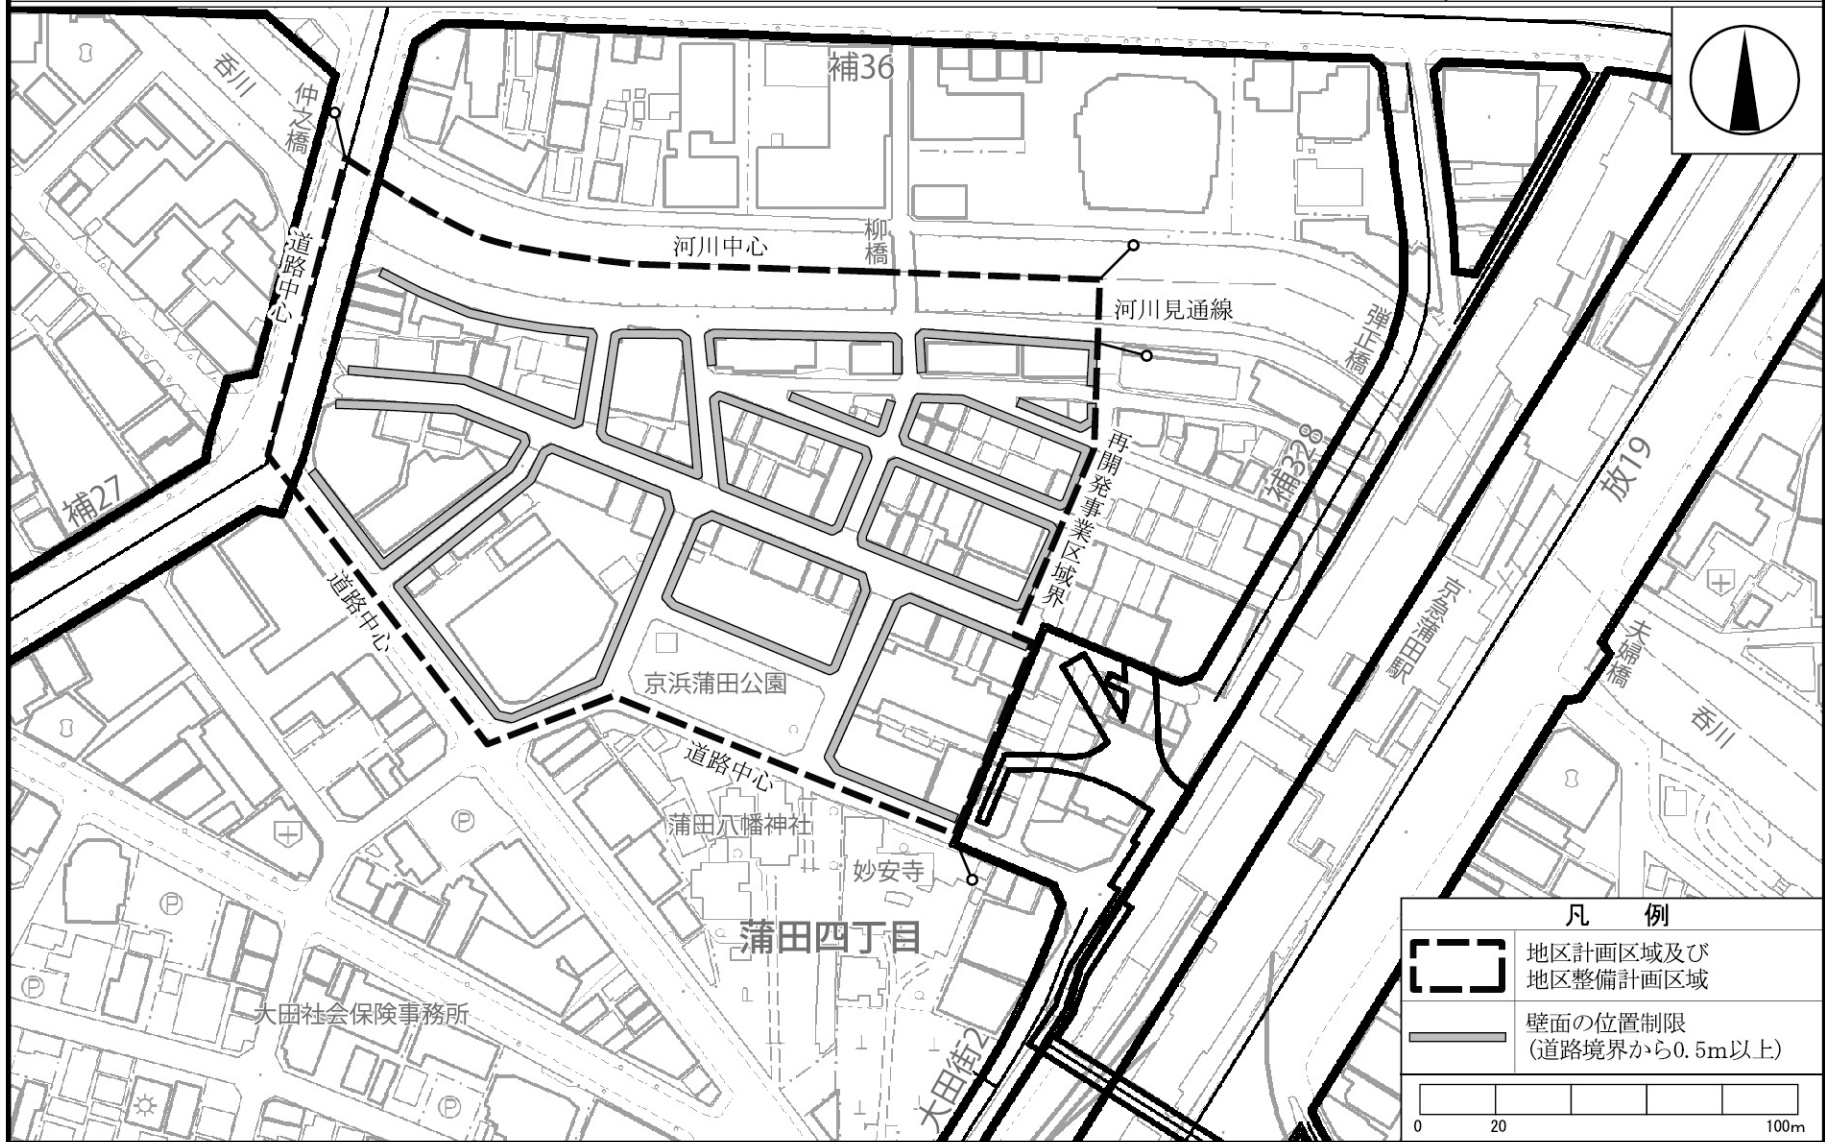 補36
呑川
仲之橋
道路中心
河川中心
柳橋
河川見通線
弾正橋
補328
放19
再開発事業区域界
補27
道路中心
京急蒲田駅
夫婦橋
呑川
京浜蒲田公園
道路中心
蒲田八幡神社
妙安寺
蒲田四丁目
大田社会保険事務所
大田街2
P
P
P
P
凡 例
地区計画区域及び
地区整備計画区域
壁面の位置制限
(道路境界から0.5m以上)
0 20 100m